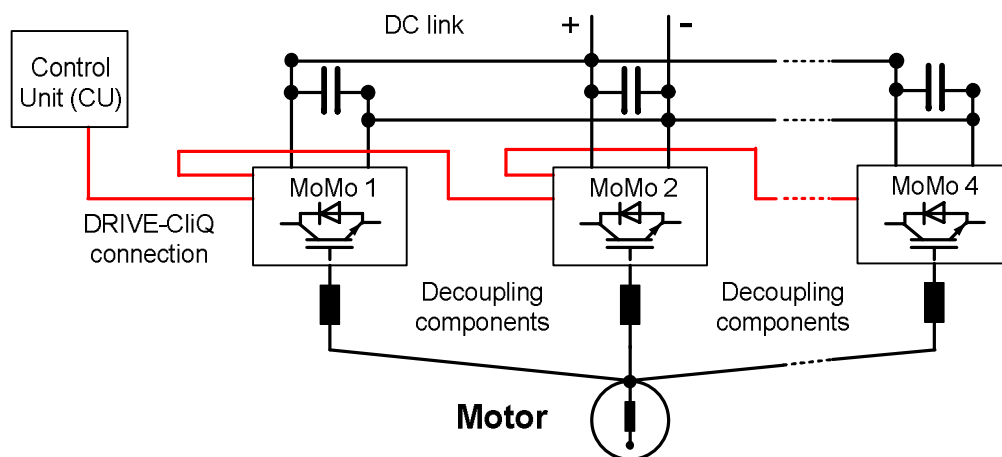 DC link
+ -
Control
Unit (CU)
MoMo 1
MoMo 2
MoMo 4
DRIVE-CliQ
connection
Decoupling
components
Decoupling
components
Motor